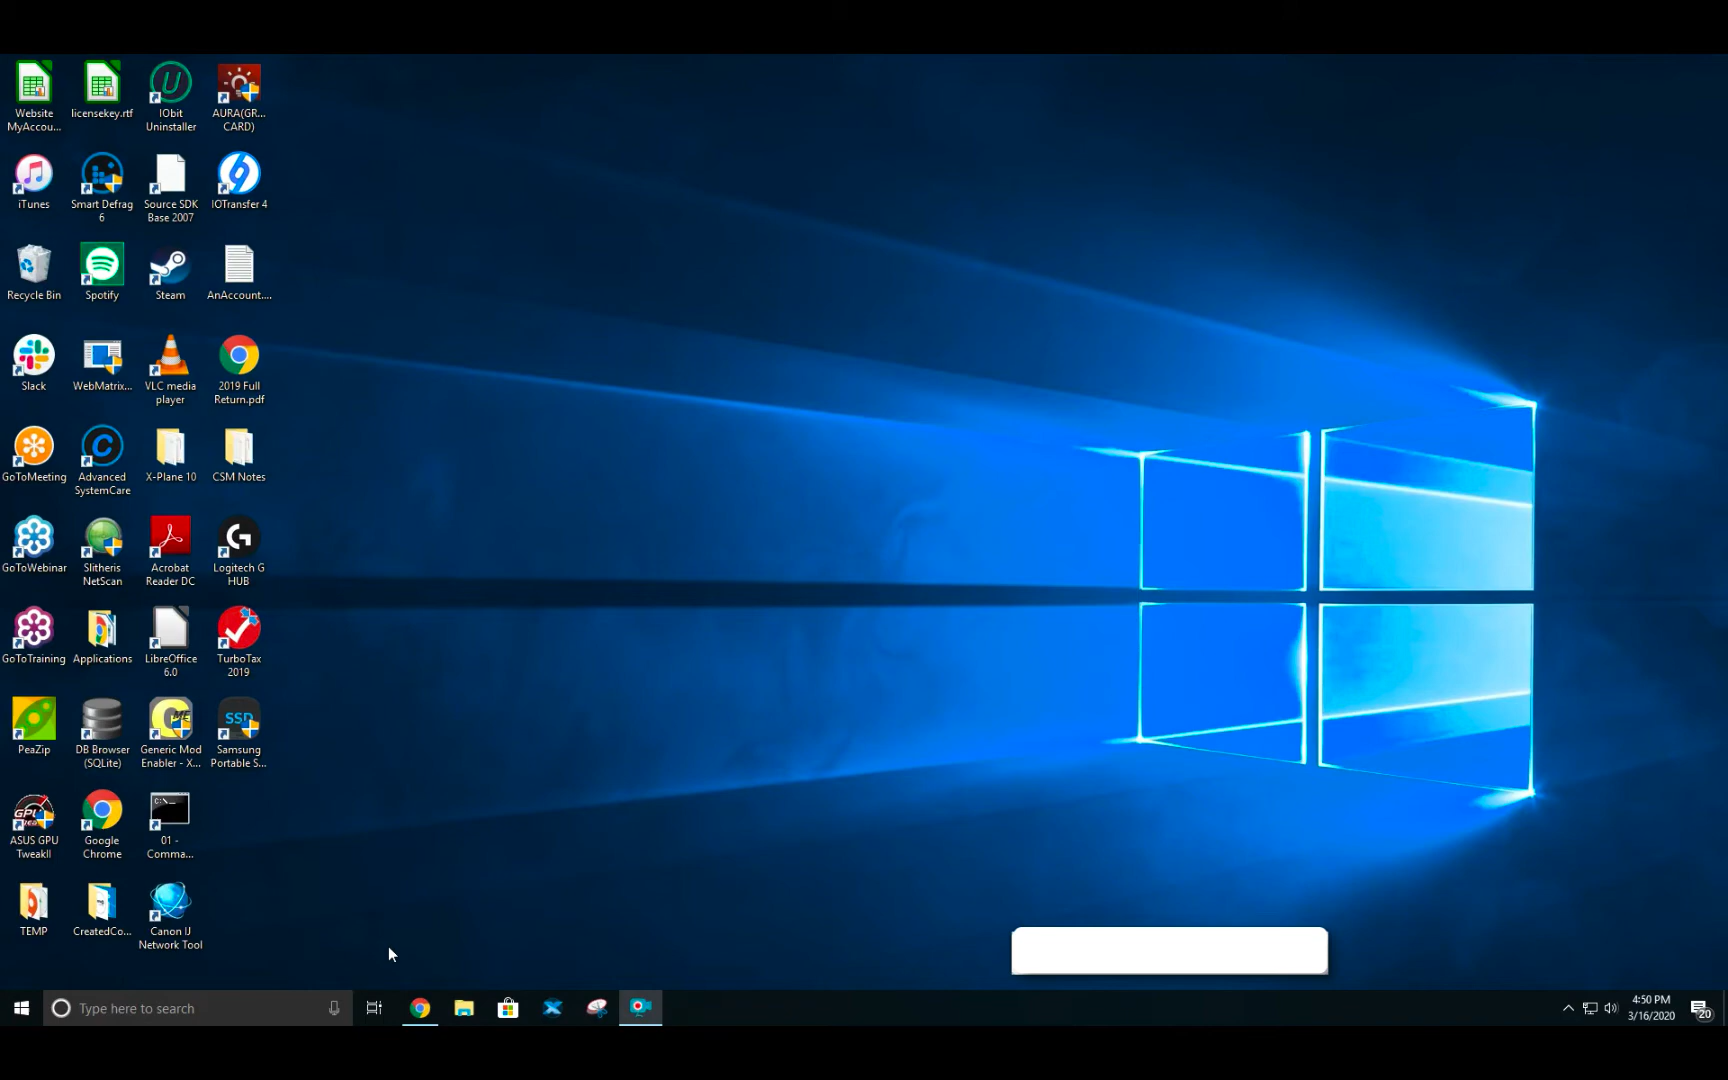 Website
MyAccou...
licensekey.rtf
IObit
Uninstaller
AURA(GR...
CARD)
iTunes
Smart Defrag
6
Source SDK
Base 2007
IOTransfer 4
Recycle Bin
Spotify
Steam
AnAccount....
Slack
WebMatrix...
VLC media
player
2019 Full
Return.pdf
GoToMeeting
Advanced
SystemCare
X-Plane 10
CSM Notes
GoToWebinar
Slitheris
NetScan
Acrobat
Reader DC
Logitech G
HUB
GoToTraining
Applications
LibreOffice
6.0
TurboTax
2019
PeaZip
DB Browser
(SQLite)
Generic Mod
Enabler - X...
SSD
Samsung
Portable S...
ASUS GPU
TweakII
Google
Chrome
01 -
Comma...
TEMP
CreatedCo...
Canon IJ
Network Tool
Type here to search
4:50 PM
3/16/2020
20